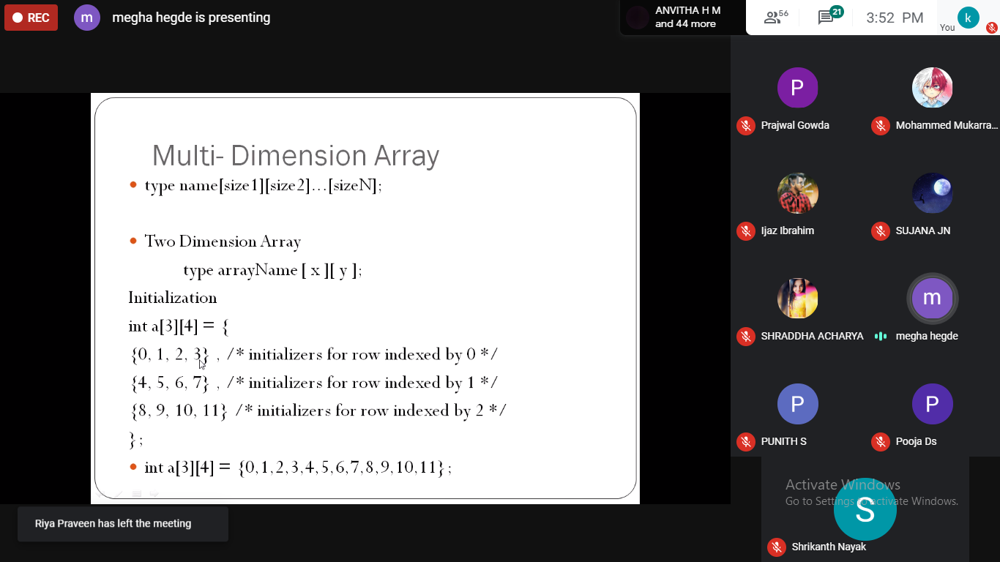 REC
m
megha hegde is presenting
ANVITHA H M
and 44 more
56
21
3:52 PM
You
k
Multi- Dimension Array
• type name[size1][size2]...[sizeN];
• Two Dimension Array
type arrayName [ x ][ y ];
Initialization
int a[3][4] = {
{0, 1, 2, 3} , /* initializers for row indexed by 0 */
{4, 5, 6, 7} , /* initializers for row indexed by 1 */
{8, 9, 10, 11} /* initializers for row indexed by 2 */
};
• int a[3][4] = {0,1,2,3,4,5,6,7,8,9,10,11};
P
Prajwal Gowda
Mohammed Mukarra...
Ijaz Ibrahim
SUJANA JN
SHRADDHA ACHARYA
m
megha hegde
P
PUNITH S
P
Pooja Ds
Activate Windows
Go to Settings to activate Windows.
S
Shrikanth Nayak
Riya Praveen has left the meeting